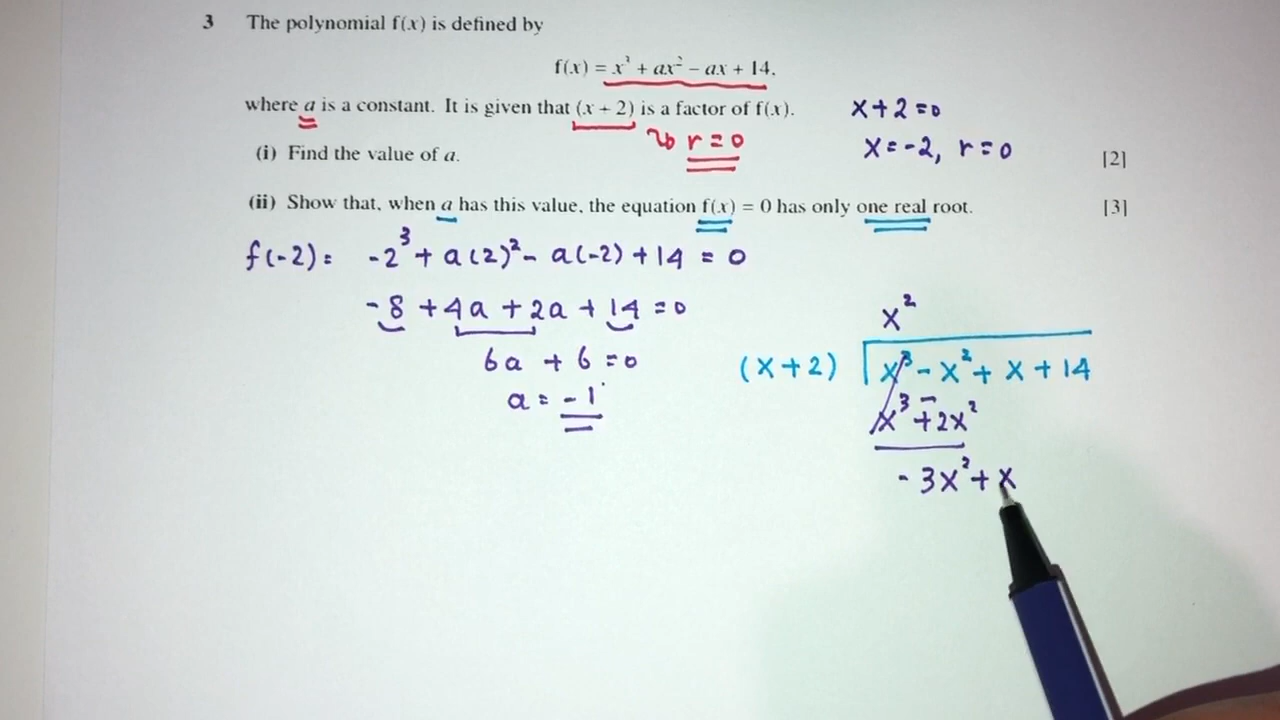 3 The polynomial f(x) is defined by
f(x) = x³ + ax² − ax + 14,
where a is a constant. It is given that (x + 2) is a factor of f(x).
x+2=0
r=0
x=-2, r=0
(i) Find the value of a. [2]
(ii) Show that, when a has this value, the equation f(x) = 0 has only one real root. [3]
f(-2) = -2³ + a(2)² - a(-2) + 14 = 0
-8 + 4a + 2a + 14 = 0
6a + 6 = 0
a = -1
x²
(x+2) x³ - x² + x + 14
x³ + 2x²
-3x² + x